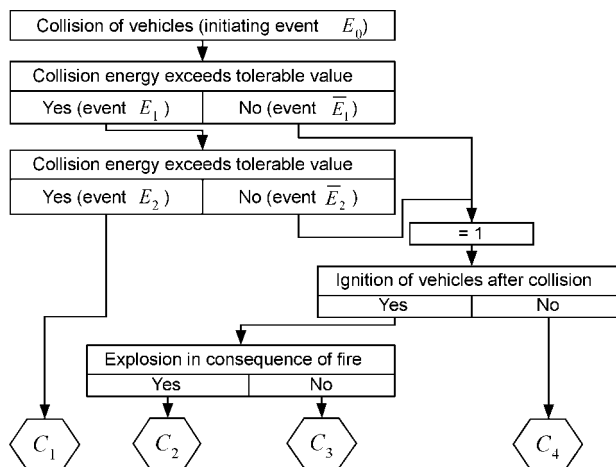 Collision of vehicles (initiating event E₀)
Collision energy exceeds tolerable value
Yes (event E₁) No (event E̅₁)
Collision energy exceeds tolerable value
Yes (event E₂) No (event E̅₂)
= 1
Ignition of vehicles after collision
Yes No
Explosion in consequence of fire
Yes No
C₁ C₂ C₃ C₄